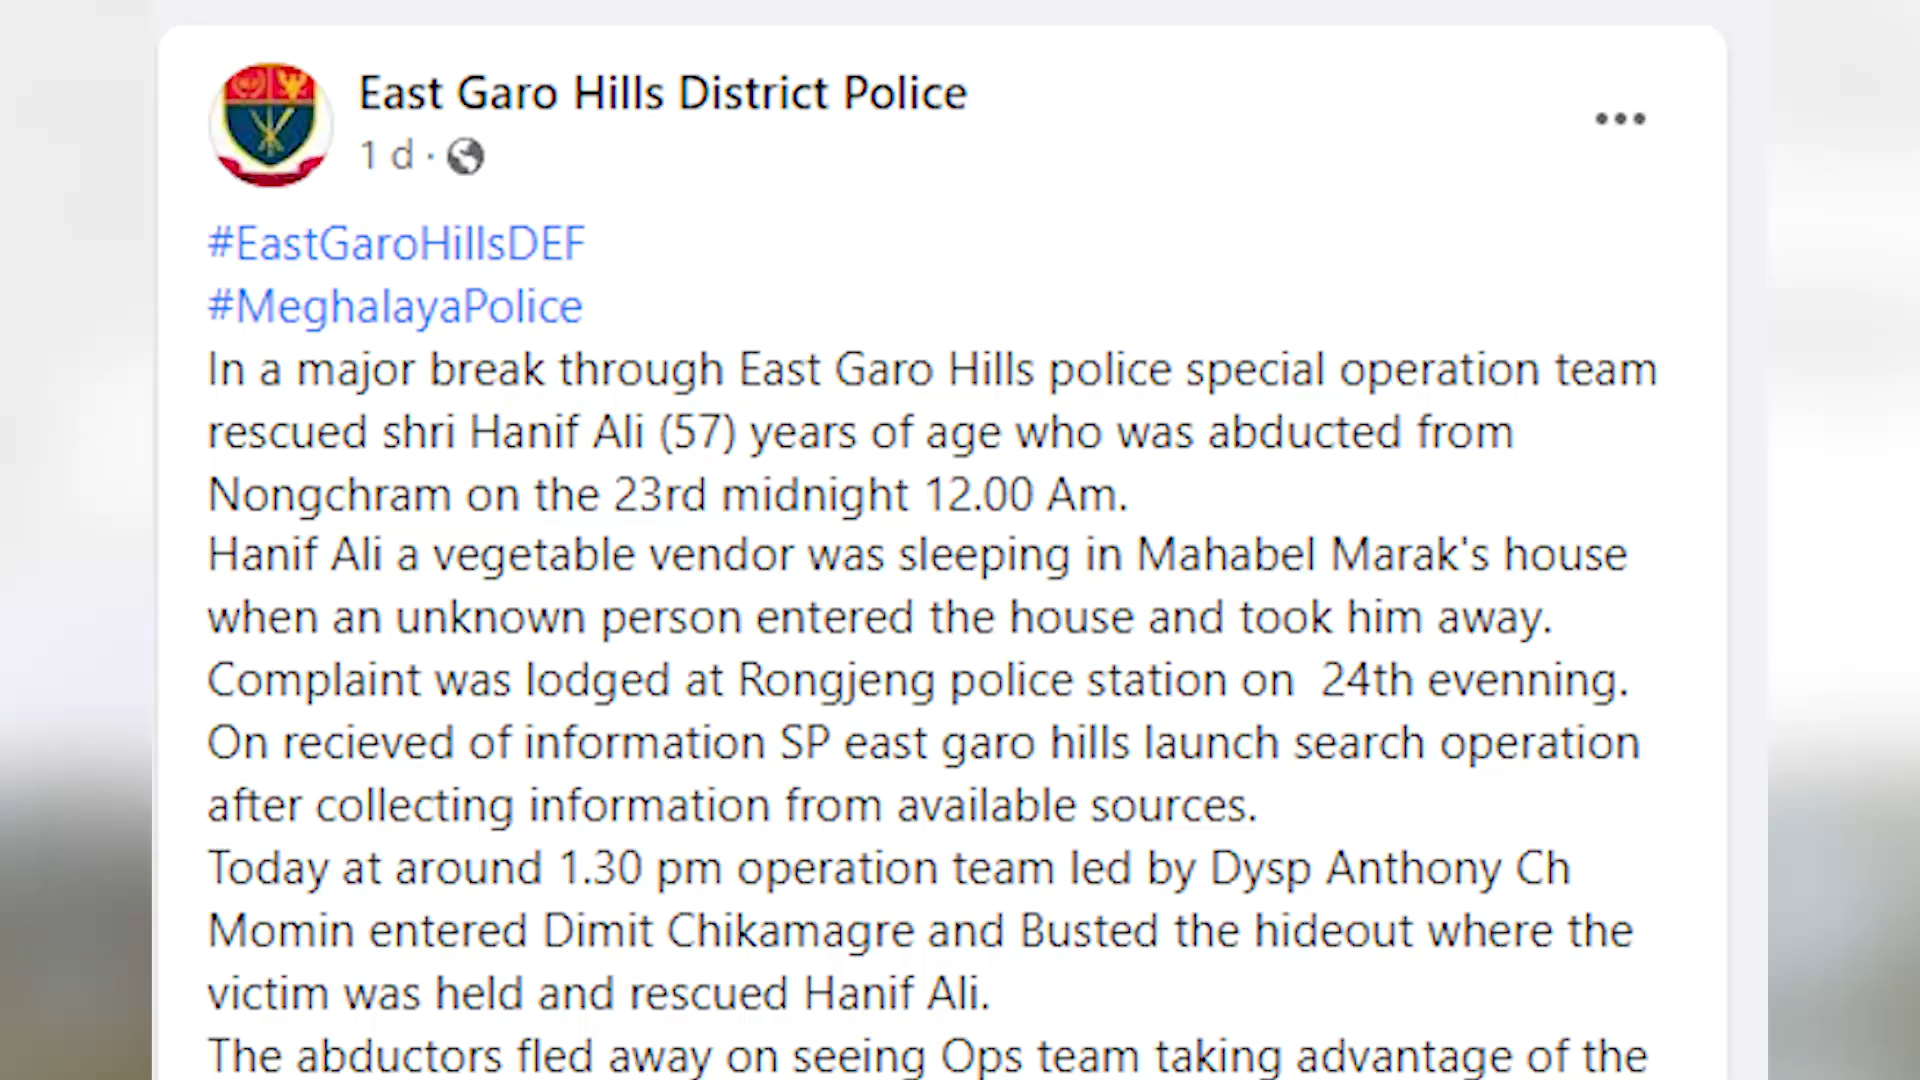 East Garo Hills District Police
1 d ·
#EastGaroHillsDEF
#MeghalayaPolice
In a major break through East Garo Hills police special operation team
rescued shri Hanif Ali (57) years of age who was abducted from
Nongchram on the 23rd midnight 12.00 Am.
Hanif Ali a vegetable vendor was sleeping in Mahabel Marak's house
when an unknown person entered the house and took him away.
Complaint was lodged at Rongjeng police station on 24th evenning.
On recieved of information SP east garo hills launch search operation
after collecting information from available sources.
Today at around 1.30 pm operation team led by Dysp Anthony Ch
Momin entered Dimit Chikamagre and Busted the hideout where the
victim was held and rescued Hanif Ali.
The abductors fled away on seeing Ops team taking advantage of the